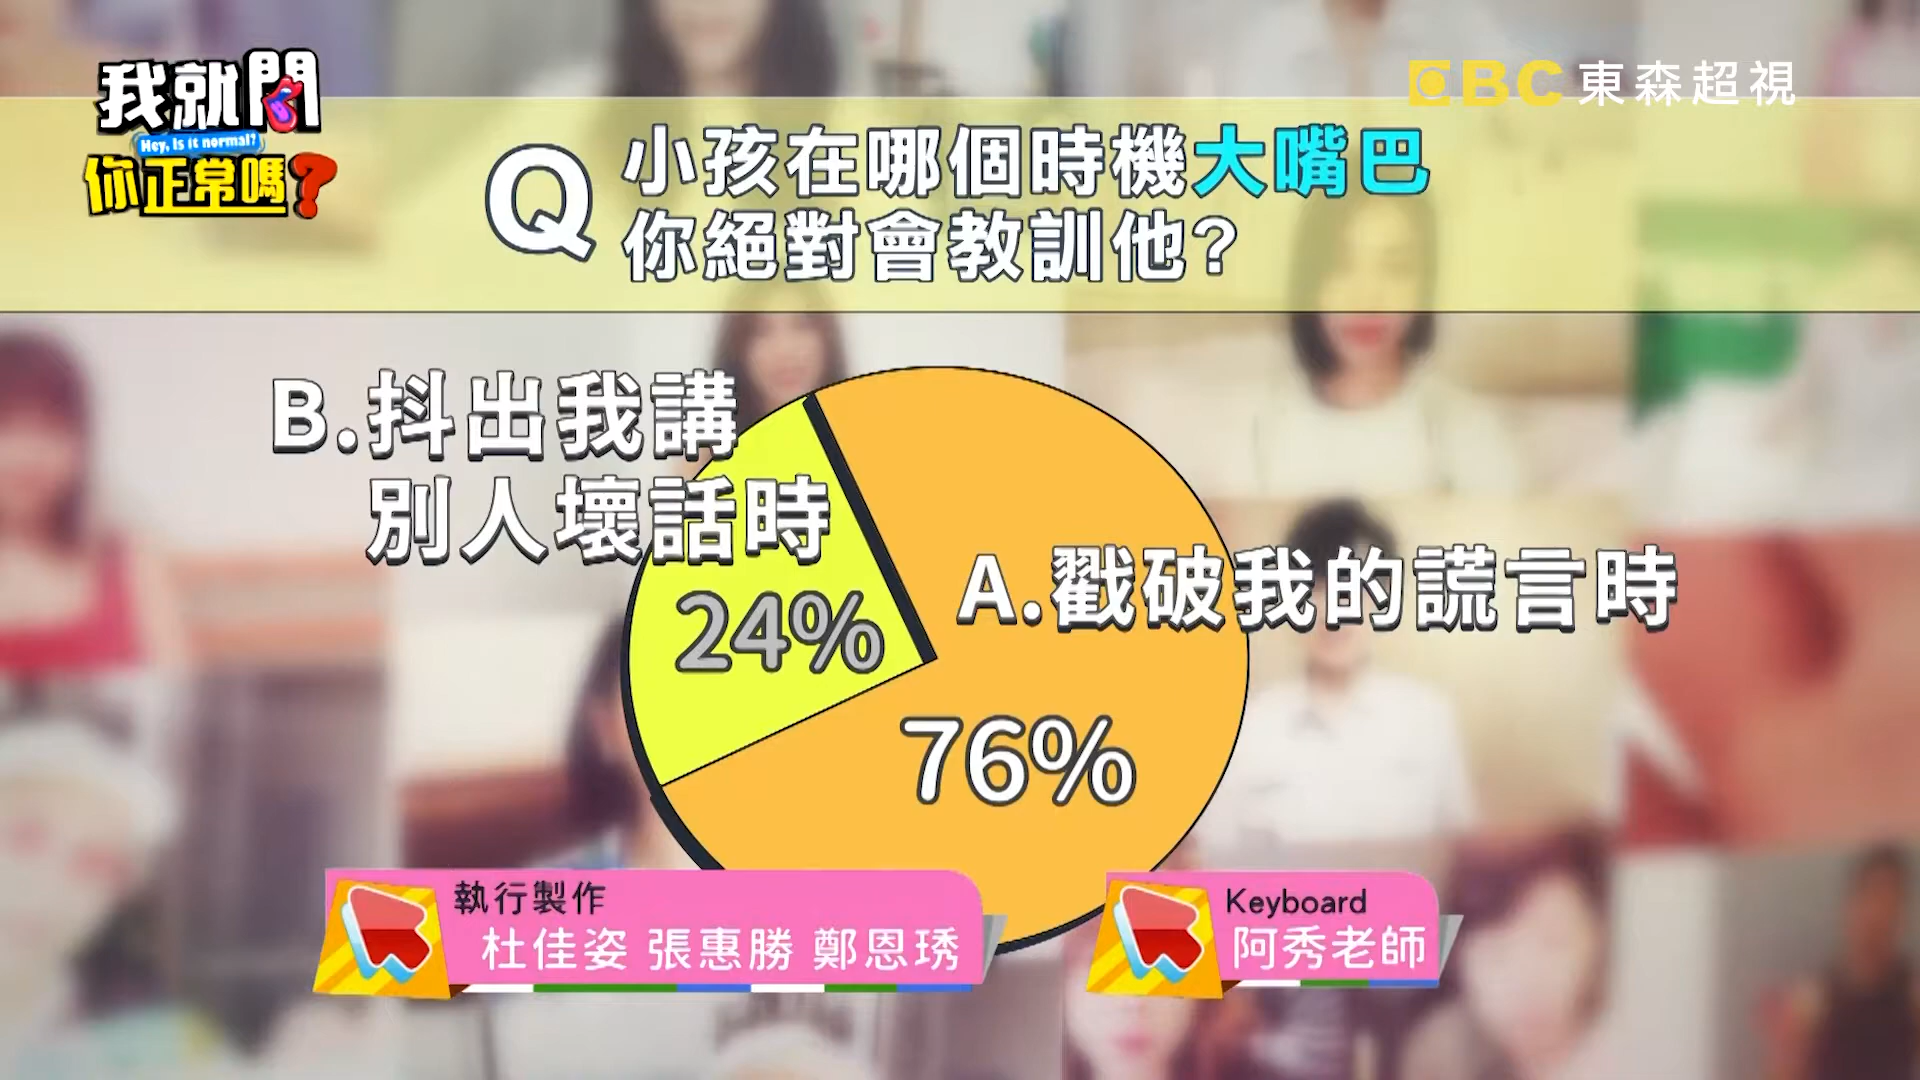 我就問
Hey, Is it normal?
你正常嗎?
EBC 東森超視
Q 小孩在哪個時機大嘴巴
你絕對會教訓他?
B.抖出我講
別人壞話時
24%
A.戳破我的謊言時
76%
執行製作
杜佳姿 張惠勝 鄭恩琇
Keyboard
阿秀老師